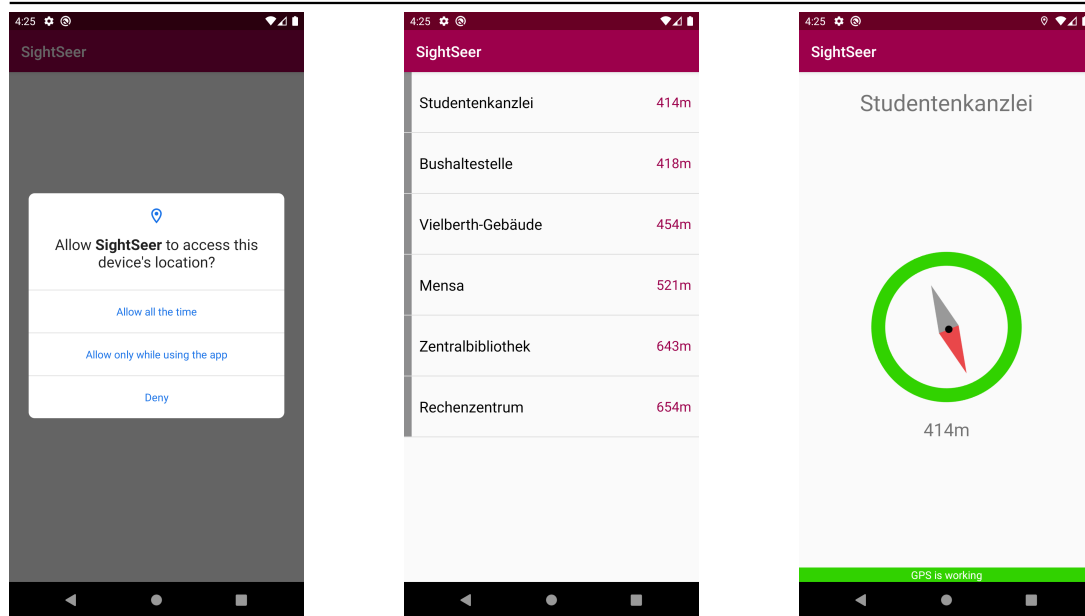 4:25
SightSeer
Allow SightSeer to access this
device's location?
Allow all the time
Allow only while using the app
Deny
4:25
SightSeer
Studentenkanzlei 414m
Bushaltestelle 418m
Vielberth-Gebäude 454m
Mensa 521m
Zentralbibliothek 643m
Rechenzentrum 654m
4:25
SightSeer
Studentenkanzlei
414m
GPS is working